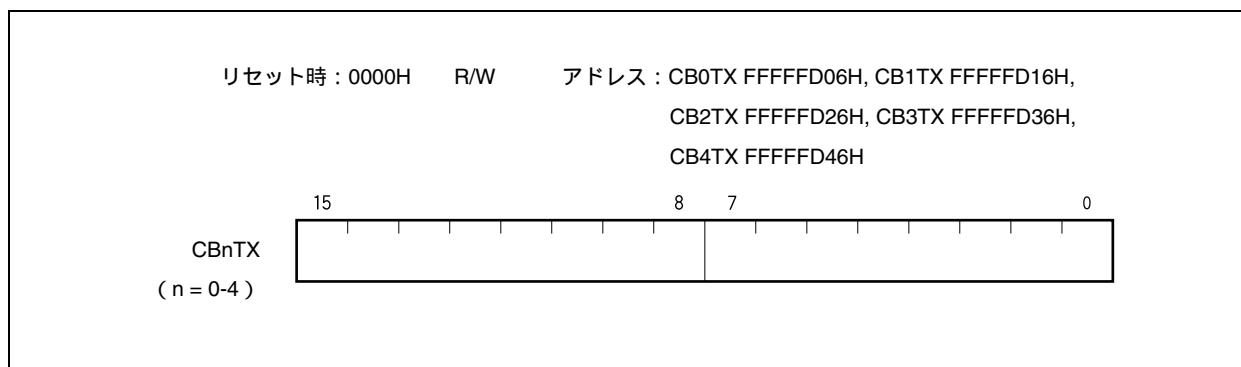 リセット時：0000H R/W アドレス：CB0TX FFFFFD06H, CB1TX FFFFFD16H,
CB2TX FFFFFD26H, CB3TX FFFFFD36H,
CB4TX FFFFFD46H
15 8 7 0
CBnTX
（n = 0-4）